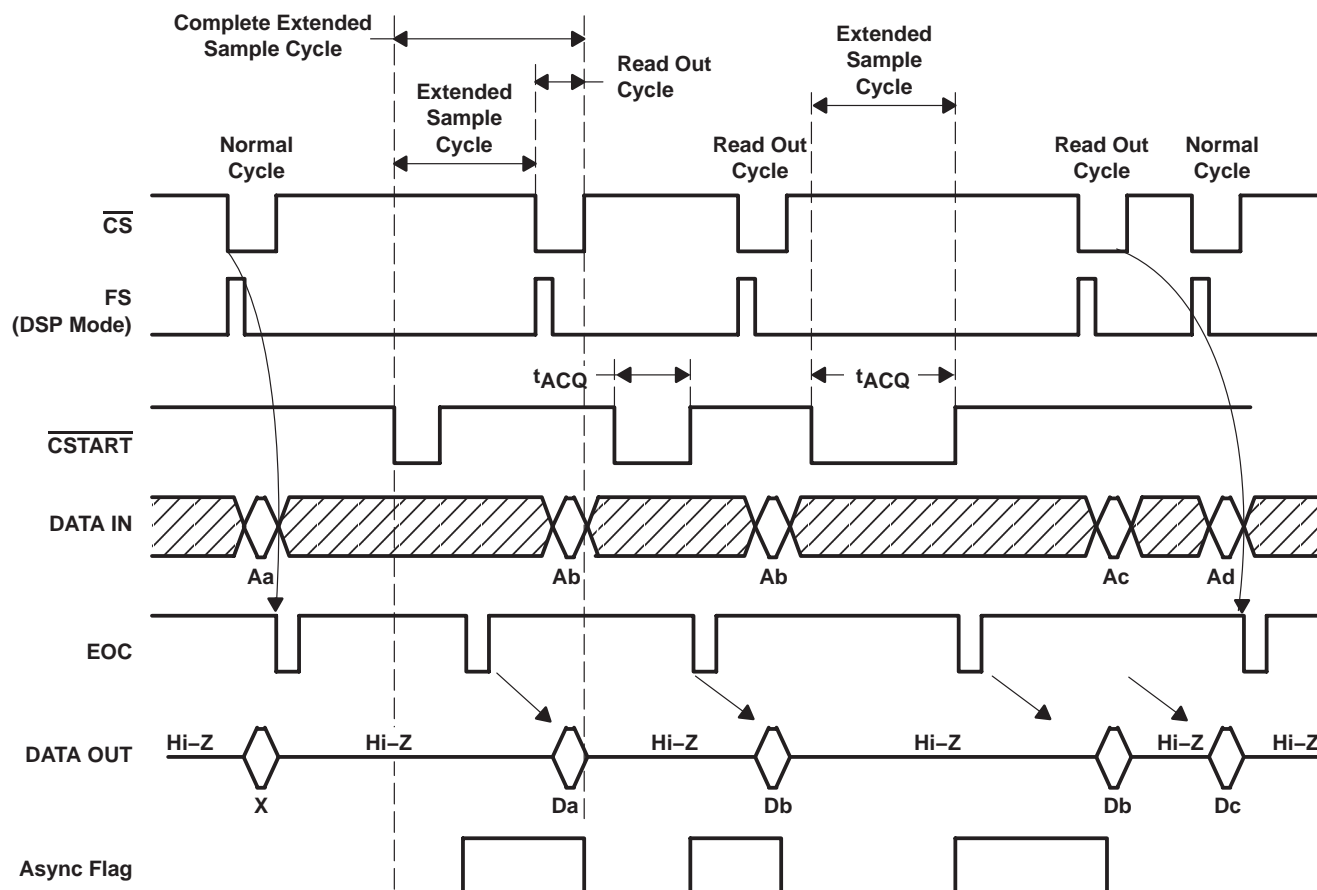 Complete Extended
Sample Cycle
Extended
Sample
Cycle
Read Out
Cycle
Extended
Sample
Cycle
Normal
Cycle
Read Out
Cycle
Read Out
Cycle
Normal
Cycle
CS
FS
(DSP Mode)
tACQ
tACQ
CSTART
DATA IN
Aa
Ab
Ab
Ac
Ad
EOC
Hi–Z
Hi–Z
Hi–Z
Hi–Z
Hi–Z
Hi–Z
DATA OUT
X
Da
Db
Db
Dc
Async Flag